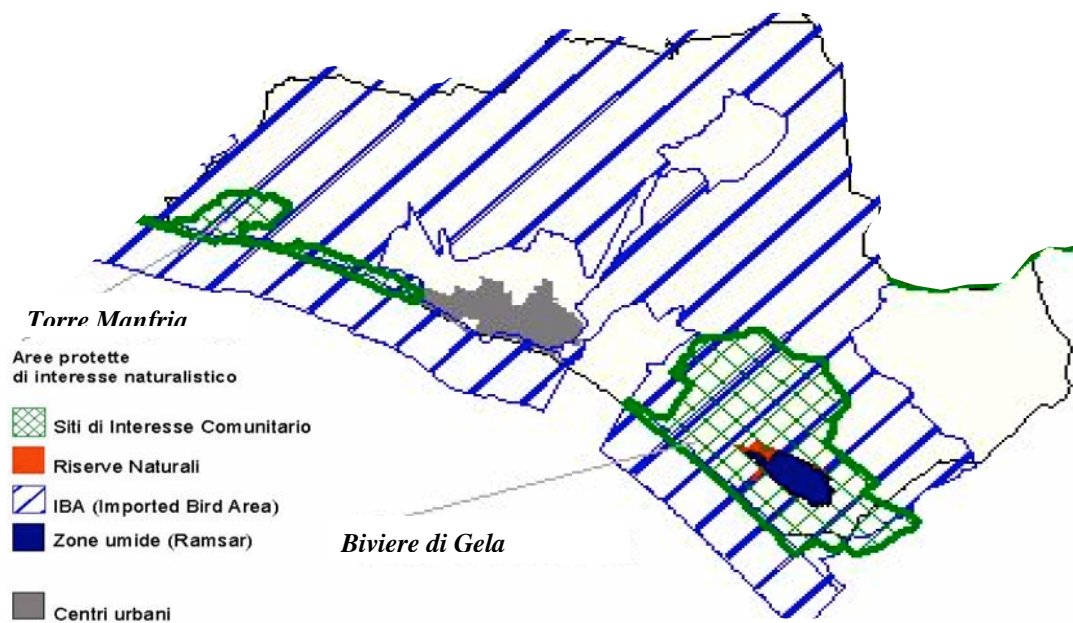 Torre Manfria
Aree protette
di interesse naturalistico
Siti di Interesse Comunitario
Riserve Naturali
IBA (Imported Bird Area)
Zone umide (Ramsar)
Biviere di Gela
Centri urbani